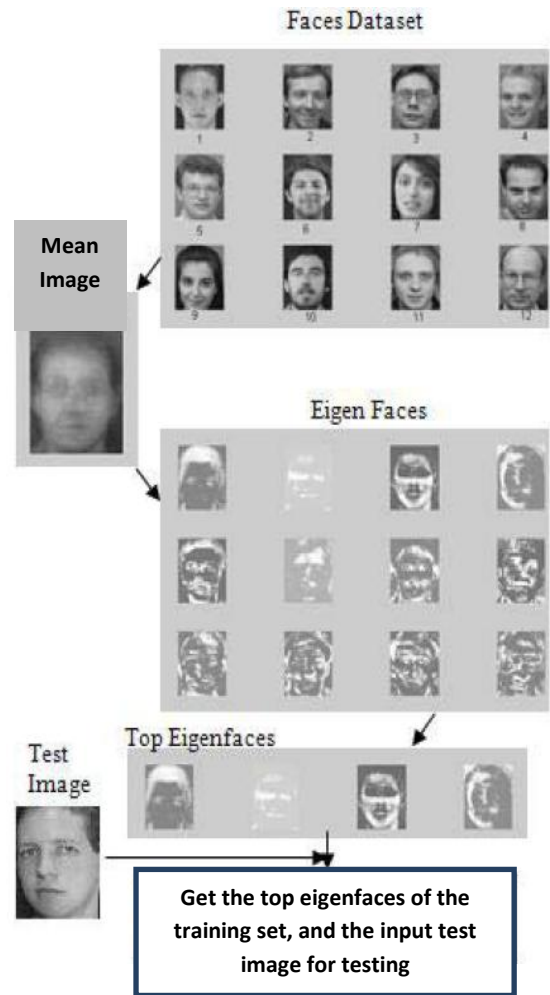 Faces Dataset
1 2 3 4
5 6 7 8
9 10 11 12
Mean
Image
Eigen Faces
Top Eigenfaces
Test
Image
Get the top eigenfaces of the
training set, and the input test
image for testing